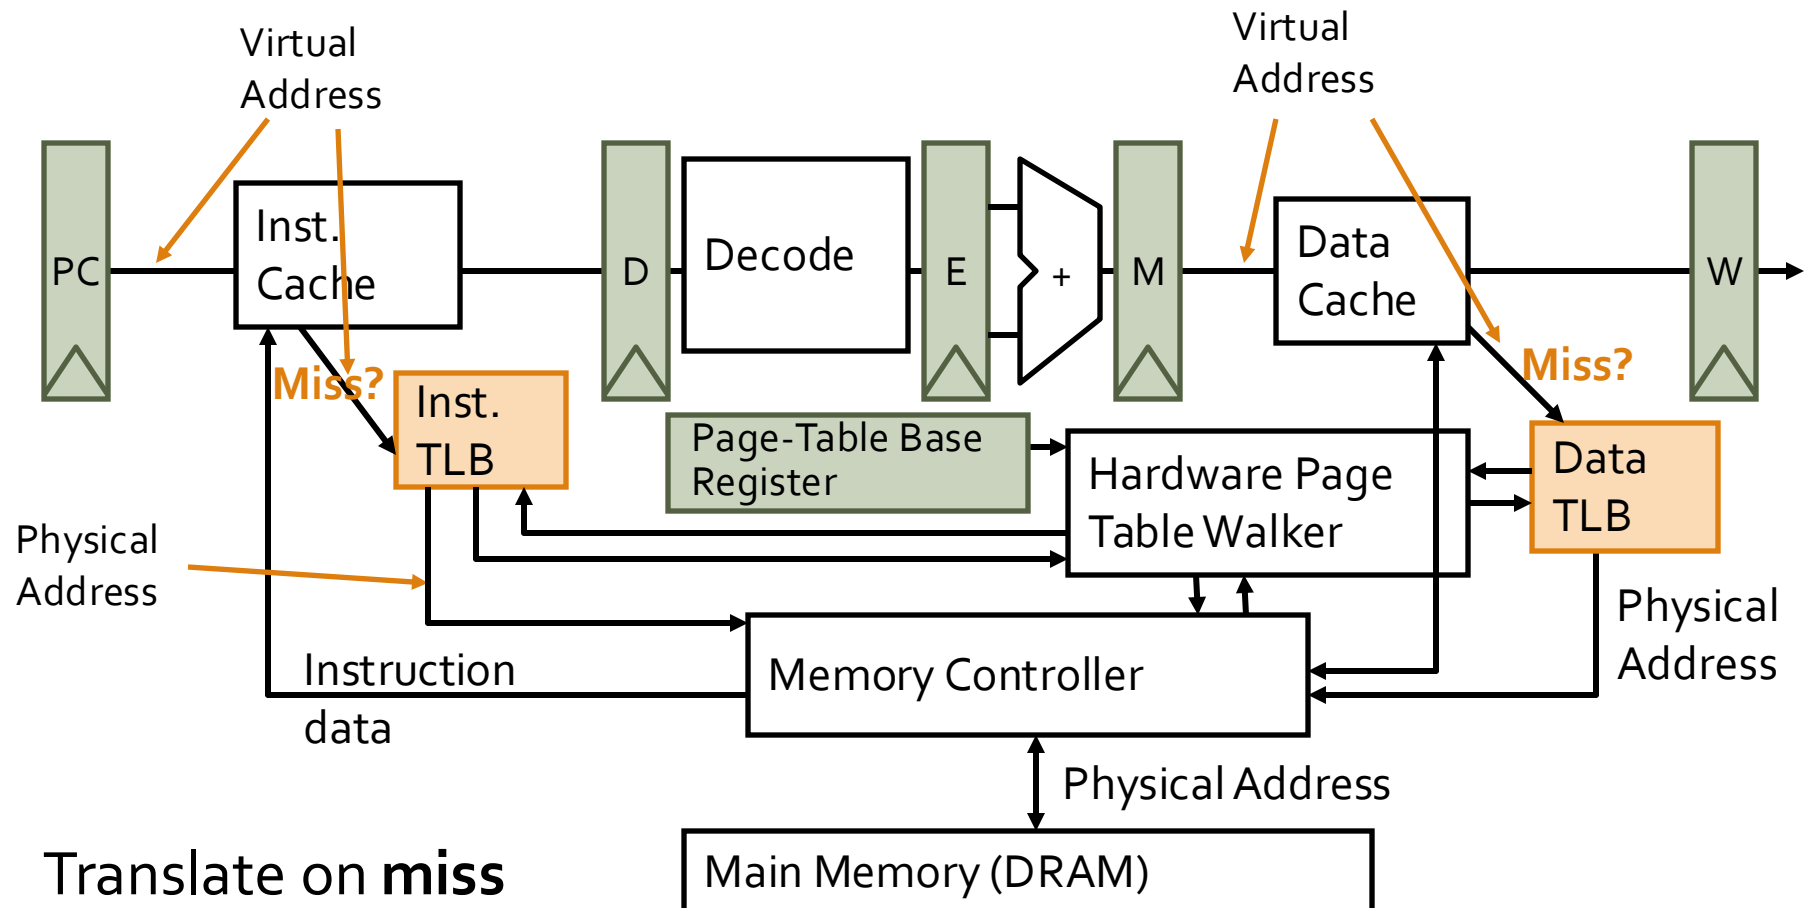 Virtual
Address
Virtual
Address
PC
Inst.
Cache
D
Decode
E
+
M
Data
Cache
W
Miss?
Miss?
Inst.
TLB
Page-Table Base
Register
Hardware Page
Table Walker
Data
TLB
Physical
Address
Physical
Address
Instruction
data
Memory Controller
Physical Address
Translate on miss
Main Memory (DRAM)